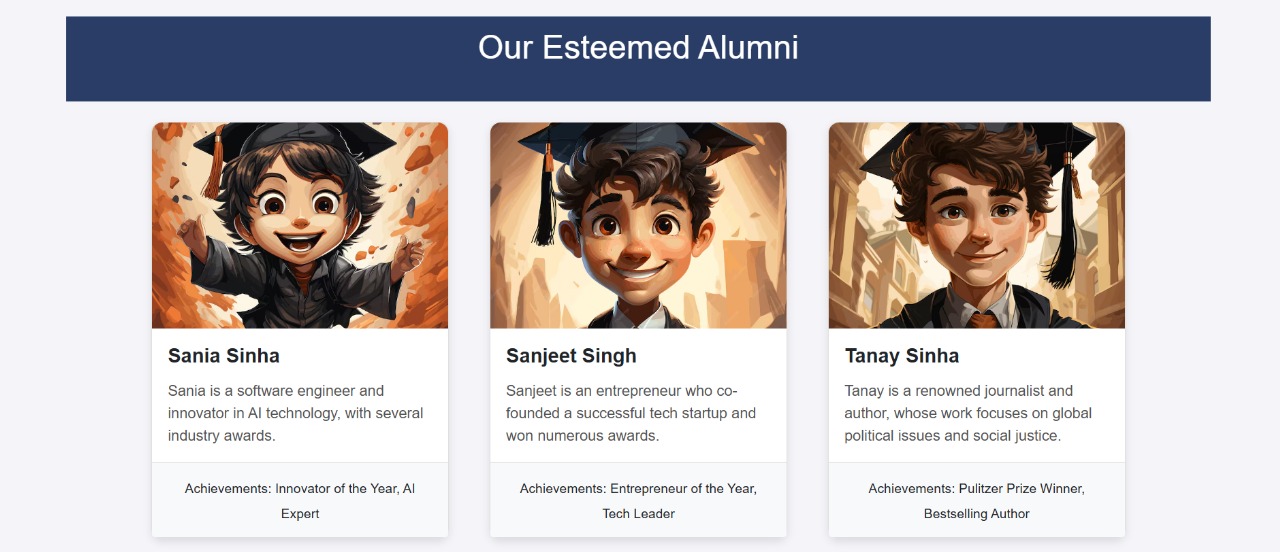 Our Esteemed Alumni
Sania Sinha
Sania is a software engineer and
innovator in AI technology, with several
industry awards.
Achievements: Innovator of the Year, AI
Expert
Sanjeet Singh
Sanjeet is an entrepreneur who co-
founded a successful tech startup and
won numerous awards.
Achievements: Entrepreneur of the Year,
Tech Leader
Tanay Sinha
Tanay is a renowned journalist and
author, whose work focuses on global
political issues and social justice.
Achievements: Pulitzer Prize Winner,
Bestselling Author